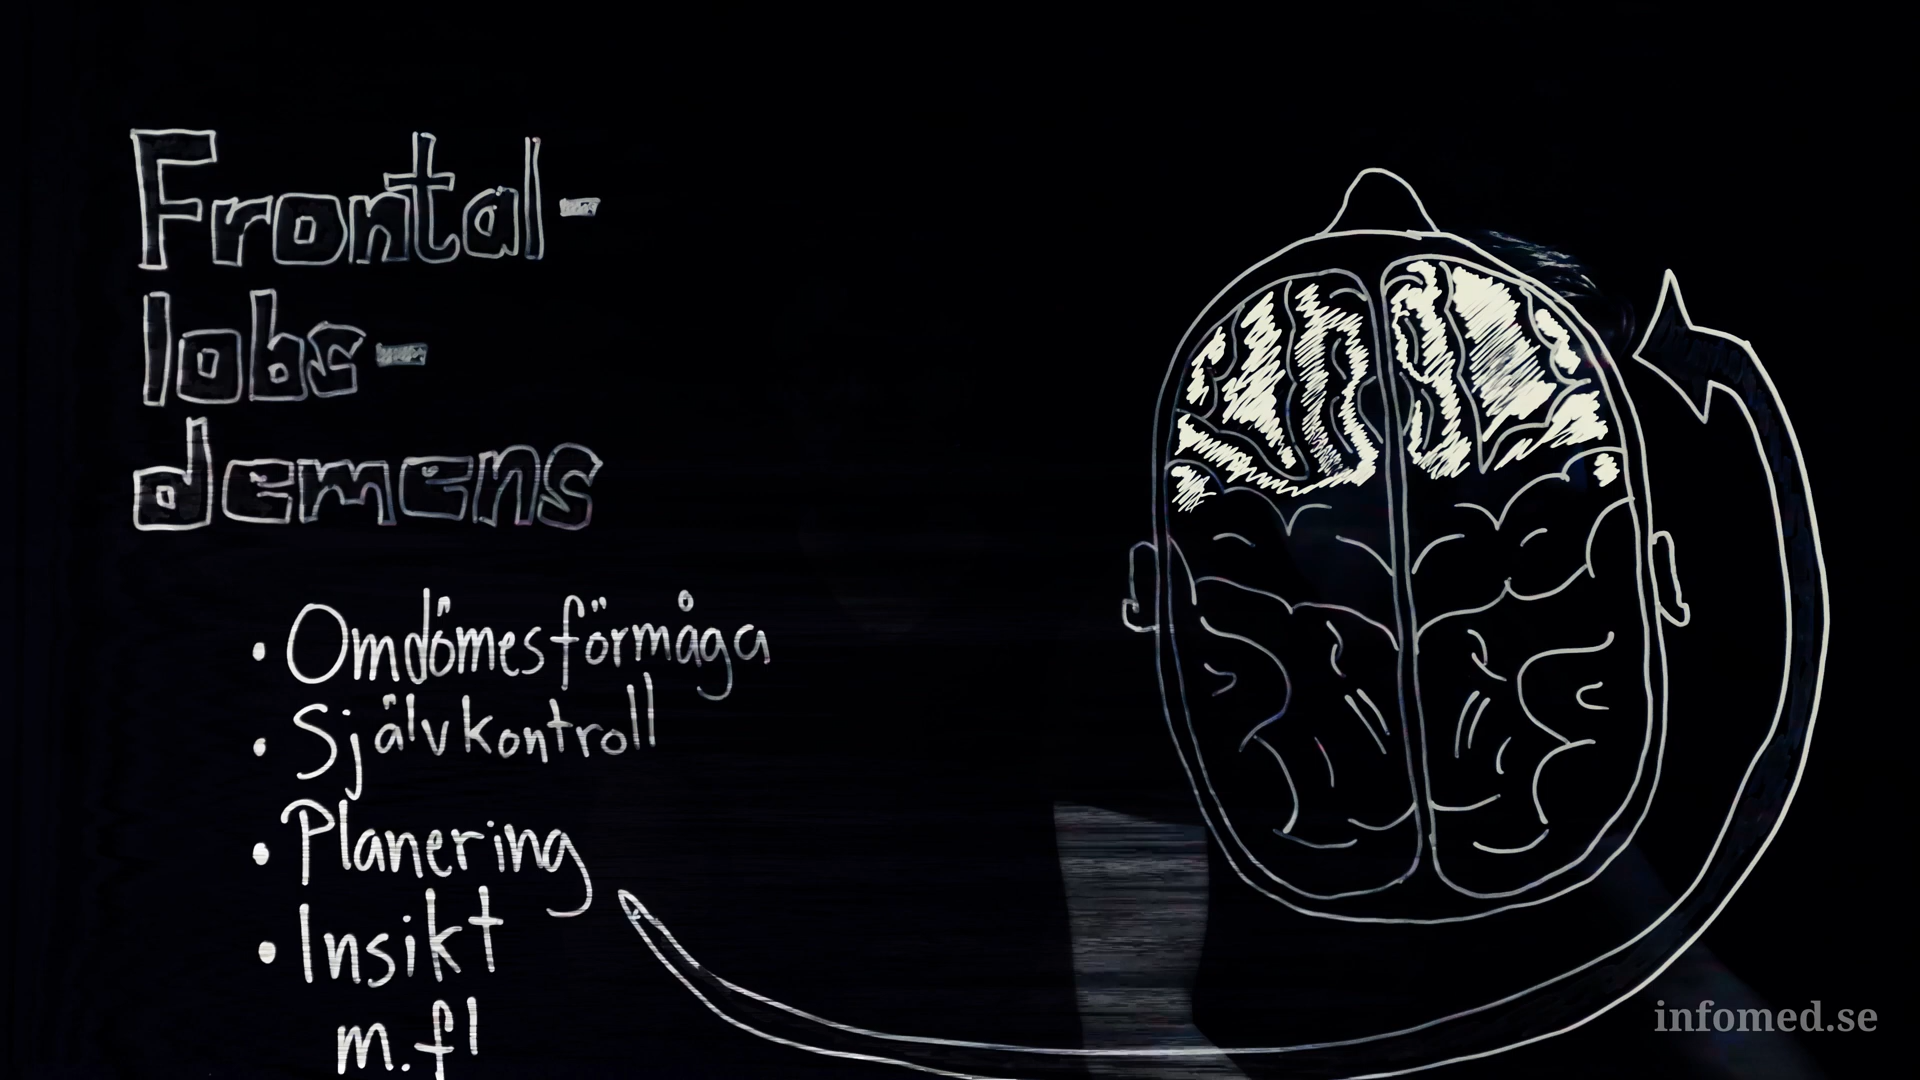 Frontal-
lobs-
demens
• Omdömesförmåga
• Självkontroll
• Planering
• Insikt
m.fl
infomed.se